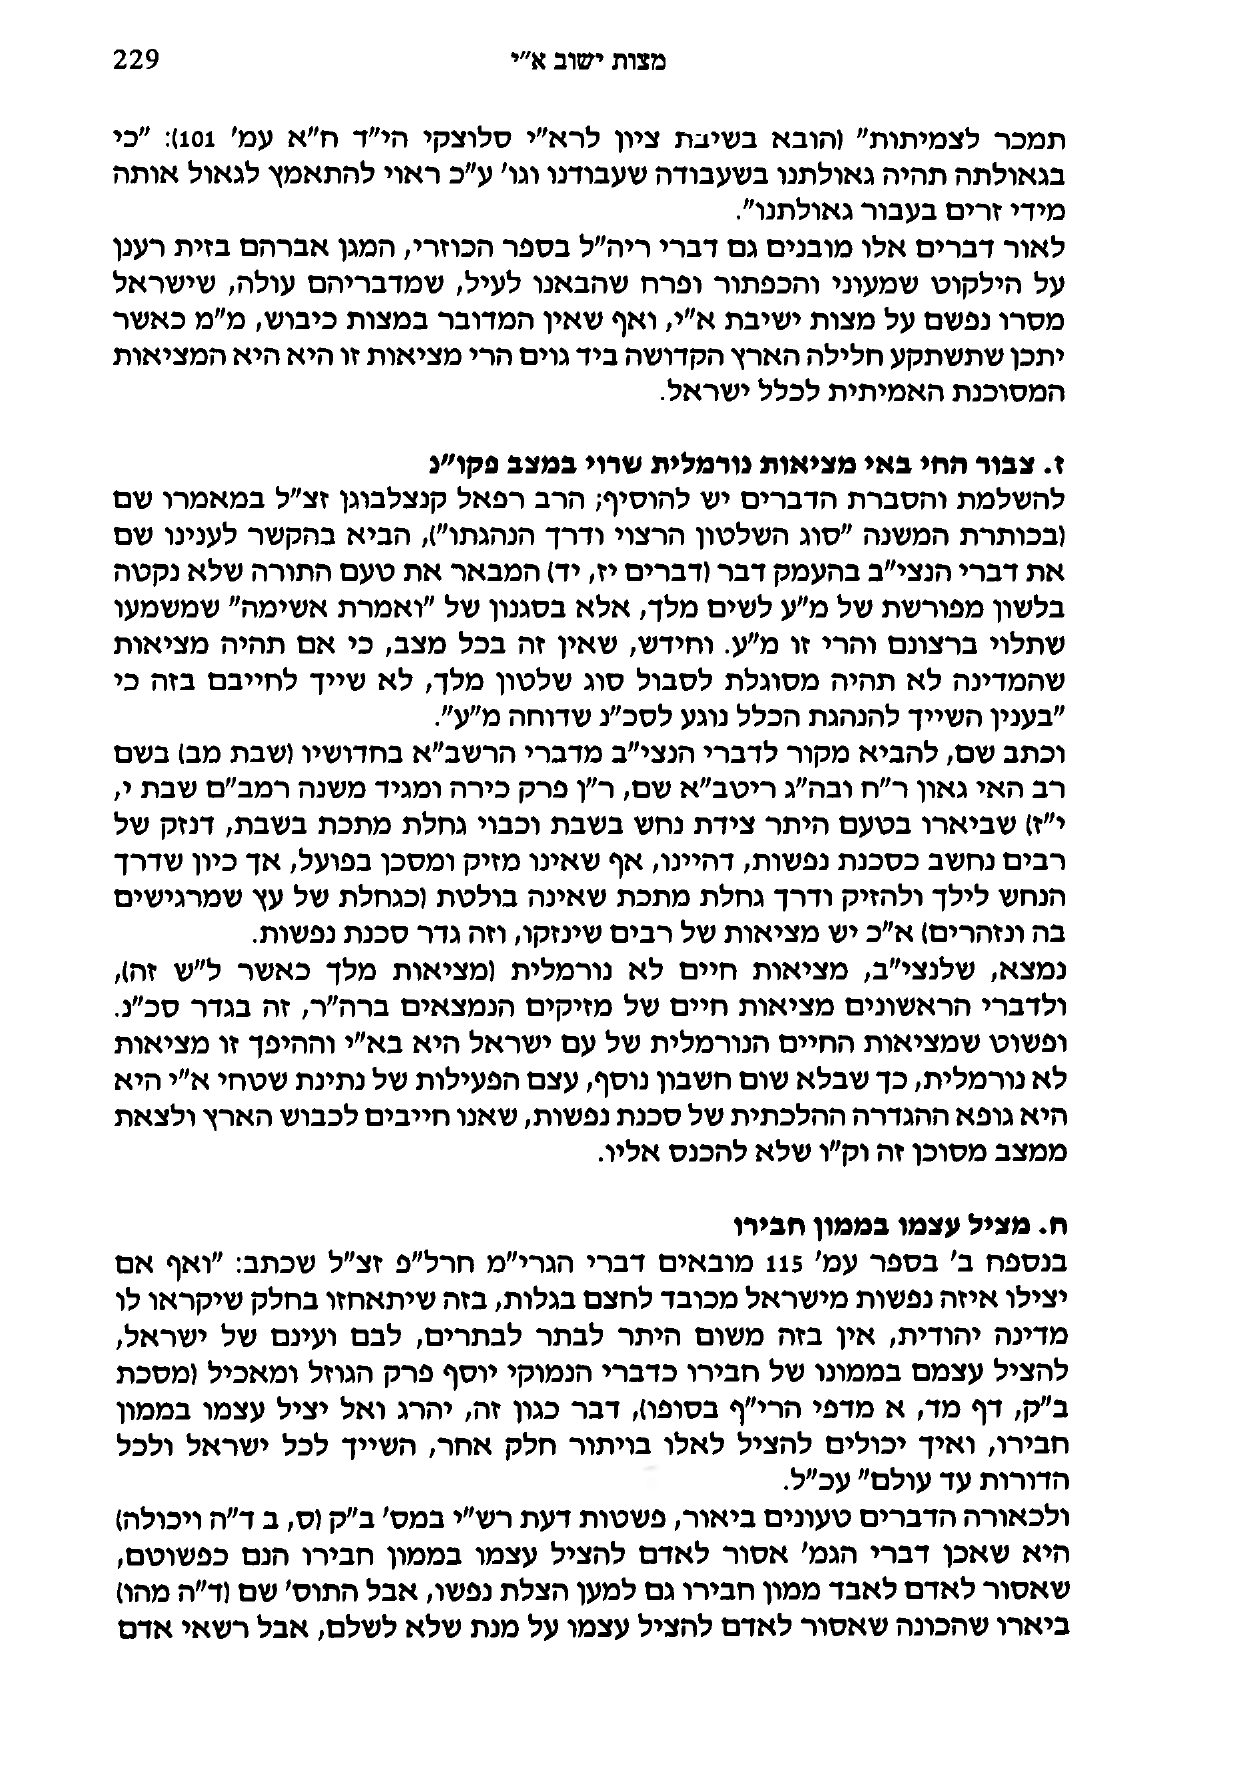 מצות ישוב א"י 229
תמכר לצמיתות" (הובא בשיבת ציון לרא"י סלוצקי הי"ד ח"א עמ' 101): "כי
בגאולתה תהיה גאולתנו בשעבודה שעבודנו וגו' ע"כ ראוי להתאמץ לגאול אותה
מידי זרים בעבור גאולתנו".
לאור דברים אלו מובנים גם דברי ריה"ל בספר הכוזרי, המגן אברהם בזית רענן
על הילקוט שמעוני והכפתור ופרח שהבאנו לעיל, שמדבריהם עולה, שישראל
מסרו נפשם על מצות ישיבת א"י, ואף שאין המדובר במצות כיבוש, מ"מ כאשר
יתכן שתשתקע חלילה הארץ הקדושה ביד גוים הרי מציאות זו היא היא המציאות
המסוכנת האמיתית לכלל ישראל.
ז. צבור החי באי מציאות נורמלית שרוי במצב פקו"נ
להשלמת והסברת הדברים יש להוסיף; הרב רפאל קנצלבוגן זצ"ל במאמרו שם
(בכותרת המשנה "סוג השלטון הרצוי ודרך הנהגתו"), הביא בהקשר לענינו שם
את דברי הנצי"ב בהעמק דבר (דברים יז, יד) המבאר את טעם התורה שלא נקטה
בלשון מפורשת של מ"ע לשים מלך, אלא בסגנון של "ואמרת אשימה" שמשמעו
שתלוי ברצונם והרי זו מ"ע. וחידש, שאין זה בכל מצב, כי אם תהיה מציאות
שהמדינה לא תהיה מסוגלת לסבול סוג שלטון מלך, לא שייך לחייבם בזה כי
"בענין השייך להנהגת הכלל נוגע לסכ"נ שדוחה מ"ע".
וכתב שם, להביא מקור לדברי הנצי"ב מדברי הרשב"א בחדושיו (שבת מב) בשם
רב האי גאון ר"ח ובה"ג ריטב"א שם, ר"ן פרק כירה ומגיד משנה רמב"ם שבת י,
י"ז) שביארו בטעם היתר צידת נחש בשבת וכבוי גחלת מתכת בשבת, דנזק של
רבים נחשב כסכנת נפשות, דהיינו, אף שאינו מזיק ומסכן בפועל, אך כיון שדרך
הנחש לילך ולהזיק ודרך גחלת מתכת שאינה בולטת (כגחלת של עץ שמרגישים
בה ונזהרים) א"כ יש מציאות של רבים שינזקו, וזה גדר סכנת נפשות.
נמצא, שלנצי"ב, מציאות חיים לא נורמלית (מציאות מלך כאשר ל"ש זה),
ולדברי הראשונים מציאות חיים של מזיקים הנמצאים ברה"ר, זה בגדר סכ"נ.
ופשוט שמציאות החיים הנורמלית של עם ישראל היא בא"י וההיפך זו מציאות
לא נורמלית, כך שבלא שום חשבון נוסף, עצם הפעילות של נתינת שטחי א"י היא
היא גופא ההגדרה ההלכתית של סכנת נפשות, שאנו חייבים לכבוש הארץ ולצאת
ממצב מסוכן זה וק"ו שלא להכנס אליו.
ח. מציל עצמו בממון חבירו
בנספח ב' בספר עמ' 115 מובאים דברי הגרי"מ חרל"פ זצ"ל שכתב: "ואף אם
יצילו איזה נפשות מישראל מכובד לחצם בגלות, בזה שיתאחזו בחלק שיקראו לו
מדינה יהודית, אין בזה משום היתר לבתר לבתרים, לבם ועינם של ישראל,
להציל עצמם בממונו של חבירו כדברי הנמוקי יוסף פרק הגוזל ומאכיל (מסכת
ב"ק, דף מד, א מדפי הרי"ף בסופו), דבר כגון זה, יהרג ואל יציל עצמו בממון
חבירו, ואיך יכולים להציל לאלו בויתור חלק אחר, השייך לכל ישראל ולכל
הדורות עד עולם" עכ"ל.
ולכאורה הדברים טעונים ביאור, פשטות דעת רש"י במס' ב"ק (ס, ב ד"ה ויכולה)
היא שאכן דברי הגמ' אסור לאדם להציל עצמו בממון חבירו הנם כפשוטם,
שאסור לאדם לאבד ממון חבירו גם למען הצלת נפשו, אבל התוס' שם (ד"ה מהו)
ביארו שהכונה שאסור לאדם להציל עצמו על מנת שלא לשלם, אבל רשאי אדם